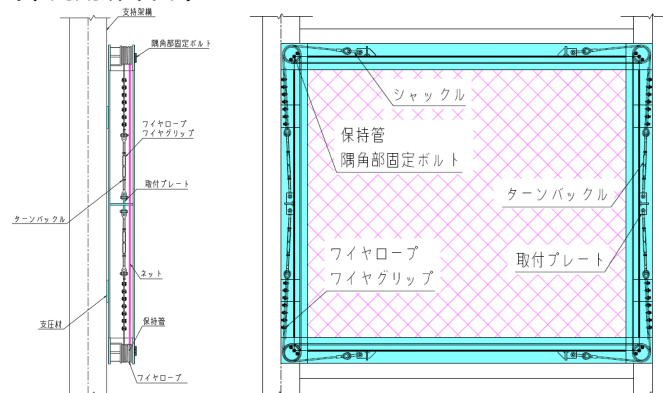 支持架構
隅角部固定ボルト
ワイヤロープ
ワイヤグリップ
取付プレート
ターンバックル
ネット
支圧材
保持管
ワイヤロープ
シャックル
保持管
隅角部固定ボルト
ターンバックル
取付プレート
ワイヤロープ
ワイヤグリップ